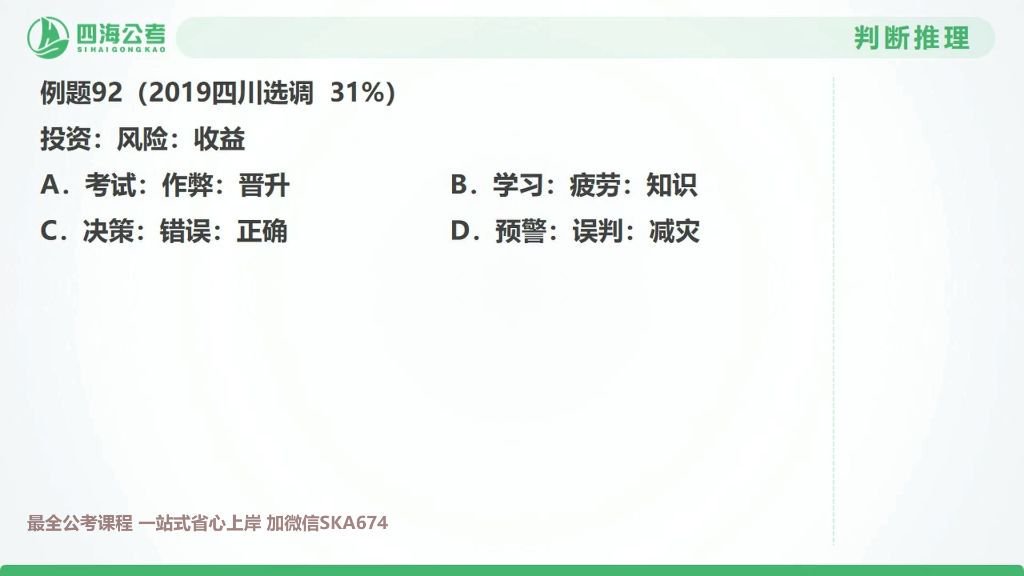 四海公考
SIHAIGONGKAO
判断推理
例题92（2019四川选调 31%）
投资：风险：收益
A．考试：作弊：晋升
B．学习：疲劳：知识
C．决策：错误：正确
D．预警：误判：减灾
最全公考课程 一站式省心上岸 加微信SKA674